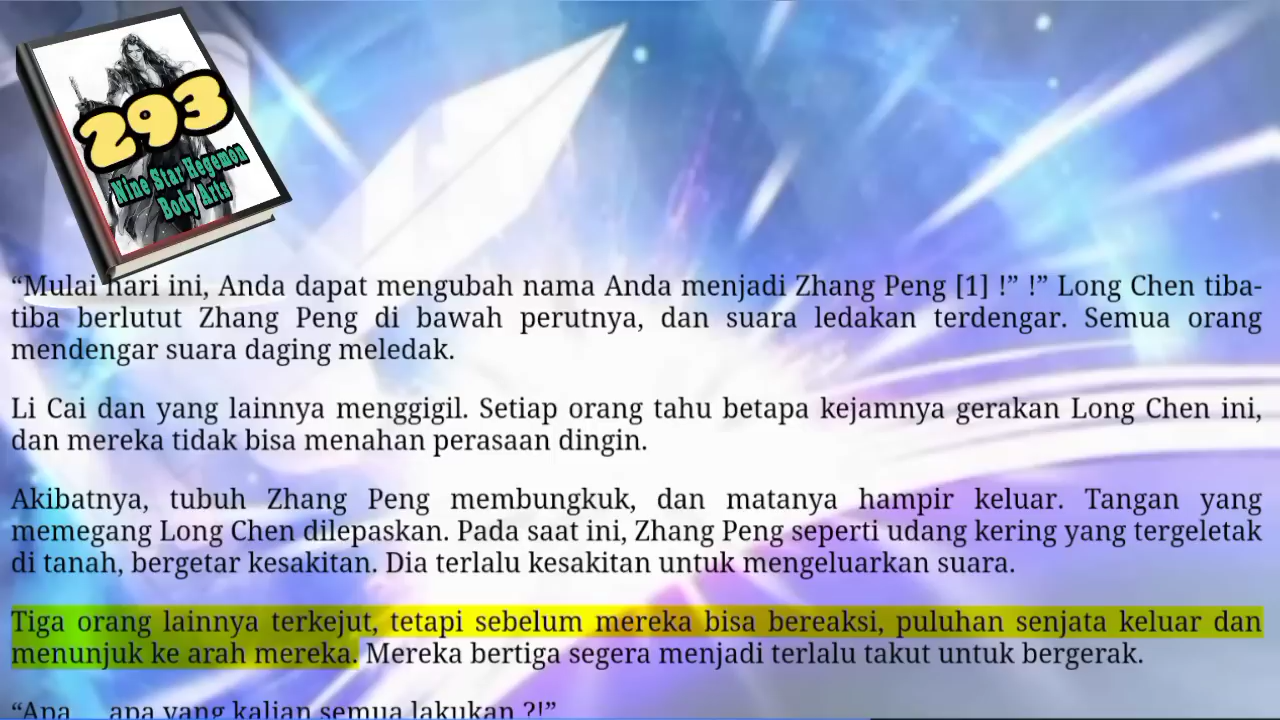 293
Nine Star Hegemon
Body Arts
“Mulai hari ini, Anda dapat mengubah nama Anda menjadi Zhang Peng [1] !” !” Long Chen tiba-
tiba berlutut Zhang Peng di bawah perutnya, dan suara ledakan terdengar. Semua orang
mendengar suara daging meledak.
Li Cai dan yang lainnya menggigil. Setiap orang tahu betapa kejamnya gerakan Long Chen ini,
dan mereka tidak bisa menahan perasaan dingin.
Akibatnya, tubuh Zhang Peng membungkuk, dan matanya hampir keluar. Tangan yang
memegang Long Chen dilepaskan. Pada saat ini, Zhang Peng seperti udang kering yang tergeletak
di tanah, bergetar kesakitan. Dia terlalu kesakitan untuk mengeluarkan suara.
Tiga orang lainnya terkejut, tetapi sebelum mereka bisa bereaksi, puluhan senjata keluar dan
menunjuk ke arah mereka. Mereka bertiga segera menjadi terlalu takut untuk bergerak.
“Apa … apa yang kalian semua lakukan ?!”